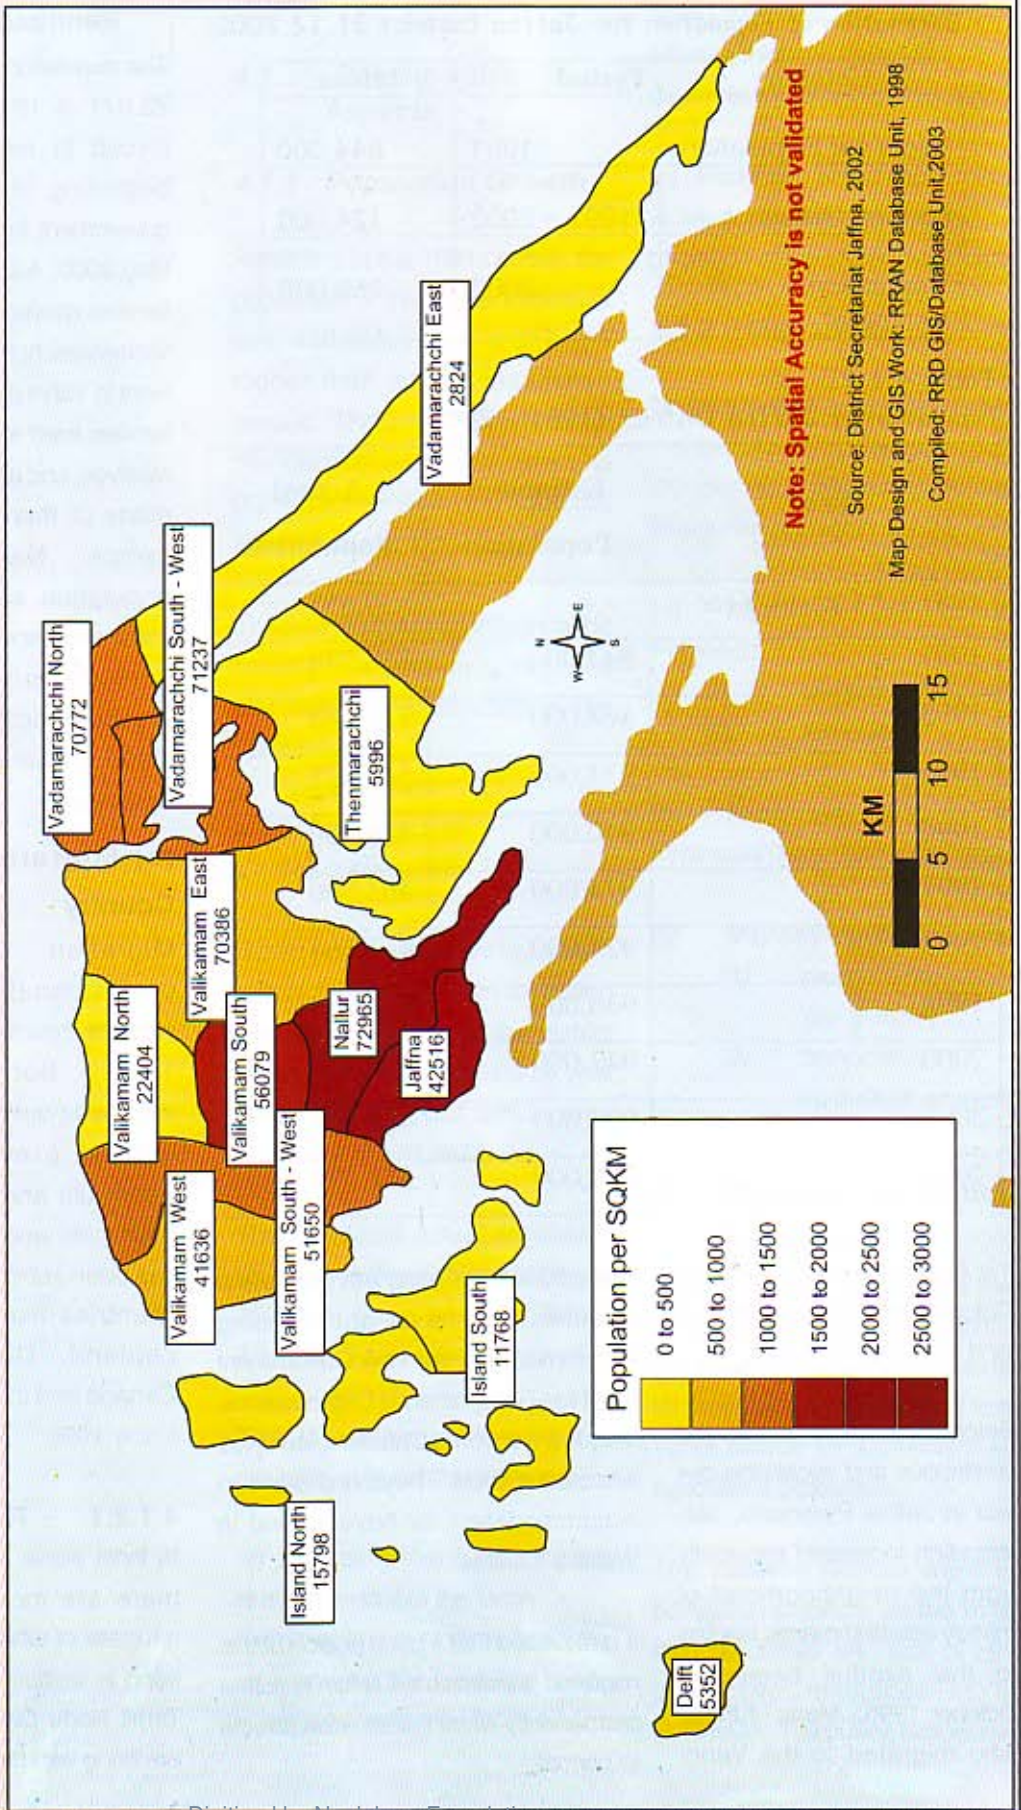 Vadamarachchi North
70772
Vadamarachchi South - West
71237
Vadamarachchi East
2824
Thenmarachchi
5996
Valikamam East
70386
Valikamam North
22404
Valikamam South
56079
Nallur
72965
Jaffna
42516
Valikamam West
41636
Valikamam South - West
51650
Island South
11768
Island North
15798
Delft
5352
N
W
E
S
Population per SQKM
0 to 500
500 to 1000
1000 to 1500
1500 to 2000
2000 to 2500
2500 to 3000
KM
0 5 10 15
Note: Spatial Accuracy is not validated
Source: District Secretariat Jaffna, 2002
Map Design and GIS Work: RRAN Database Unit, 1998
Compiled: RRD GIS/Database Unit,2003